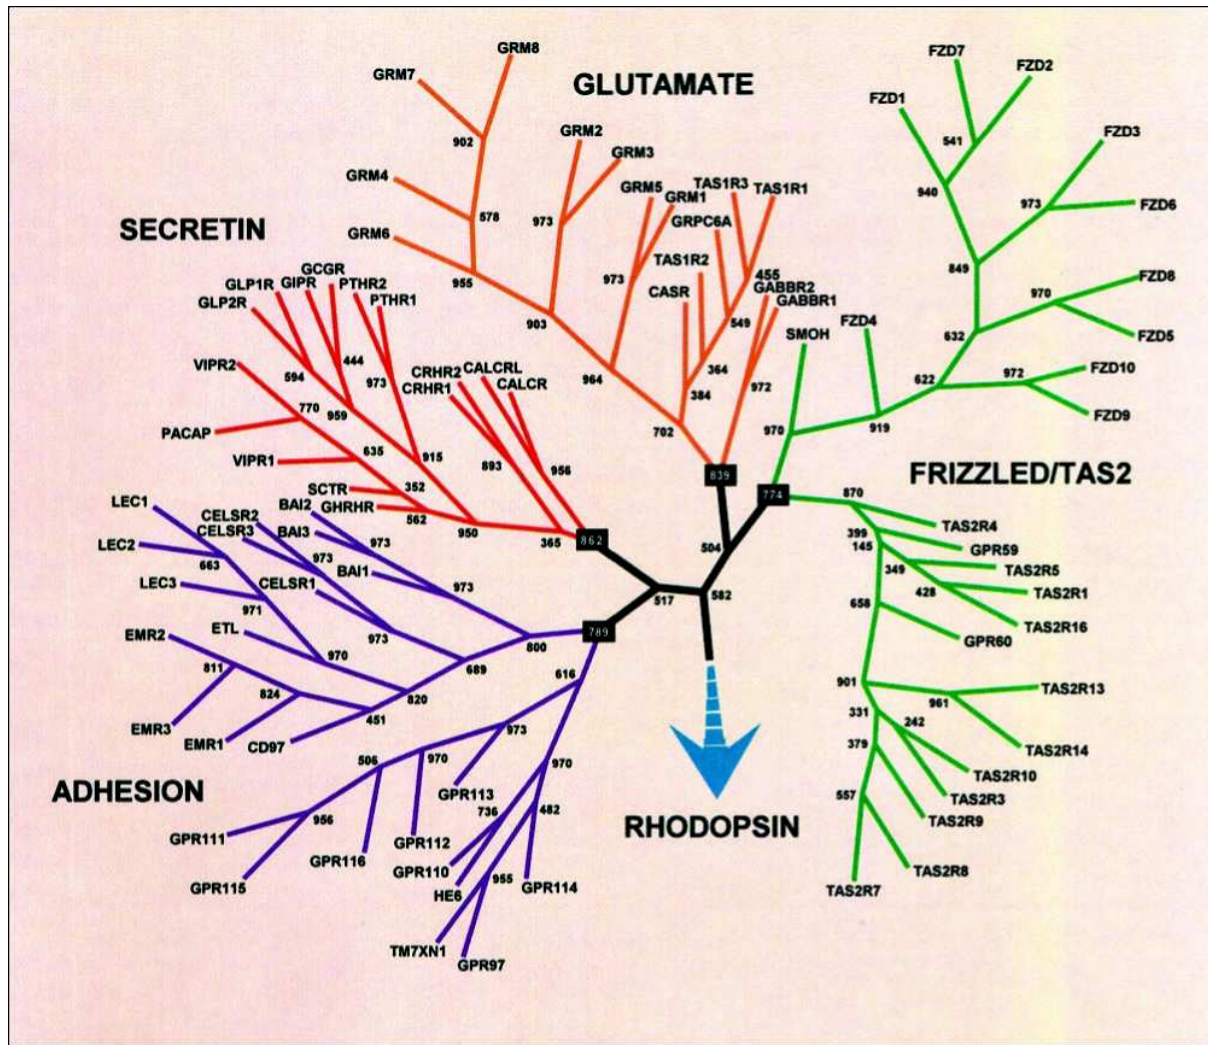 GRM8
GRM7
GLUTAMATE
FZD7
FZD2
FZD1
902
GRM2
541
FZD3
GRM3
GRM4
GRM5
GRM1
TAS1R3
TAS1R1
940
578
973
GRPC6A
973
FZD6
SECRETIN
GRM6
TAS1R2
849
GCGR
955
973
455
FZD8
GLP1R
GIPR
PTHR2
CASR
GABBR2
970
GLP2R
PTHR1
GABBR1
903
549
FZD4
632
FZD5
SMOH
VIPR2
444
364
594
973
CRHR2
CALCRL
964
972
622
972
FZD10
CRHR1
CALCR
384
770
959
FZD9
PACAP
702
970
919
635
915
VIPR1
893
956
839
FRIZZLED/TAS2
SCTR
352
774
870
LEC1
BAI2
GHRHR
562
TAS2R4
CELSR2
950
365
862
399
CELSR3
BAI3
973
504
145
GPR59
LEC2
973
349
TAS2R5
663
BAI1
LEC3
CELSR1
973
428
TAS2R1
971
517
582
658
ETL
TAS2R16
EMR2
973
800
789
GPR60
811
970
689
616
901
TAS2R13
824
820
961
331
EMR3
451
242
EMR1
CD97
973
379
TAS2R14
506
970
970
TAS2R10
ADHESION
GPR113
557
TAS2R3
736
482
956
TAS2R9
RHODOPSIN
GPR111
GPR112
GPR116
GPR110
TAS2R8
955
GPR115
HE6
GPR114
TAS2R7
TM7XN1
GPR97